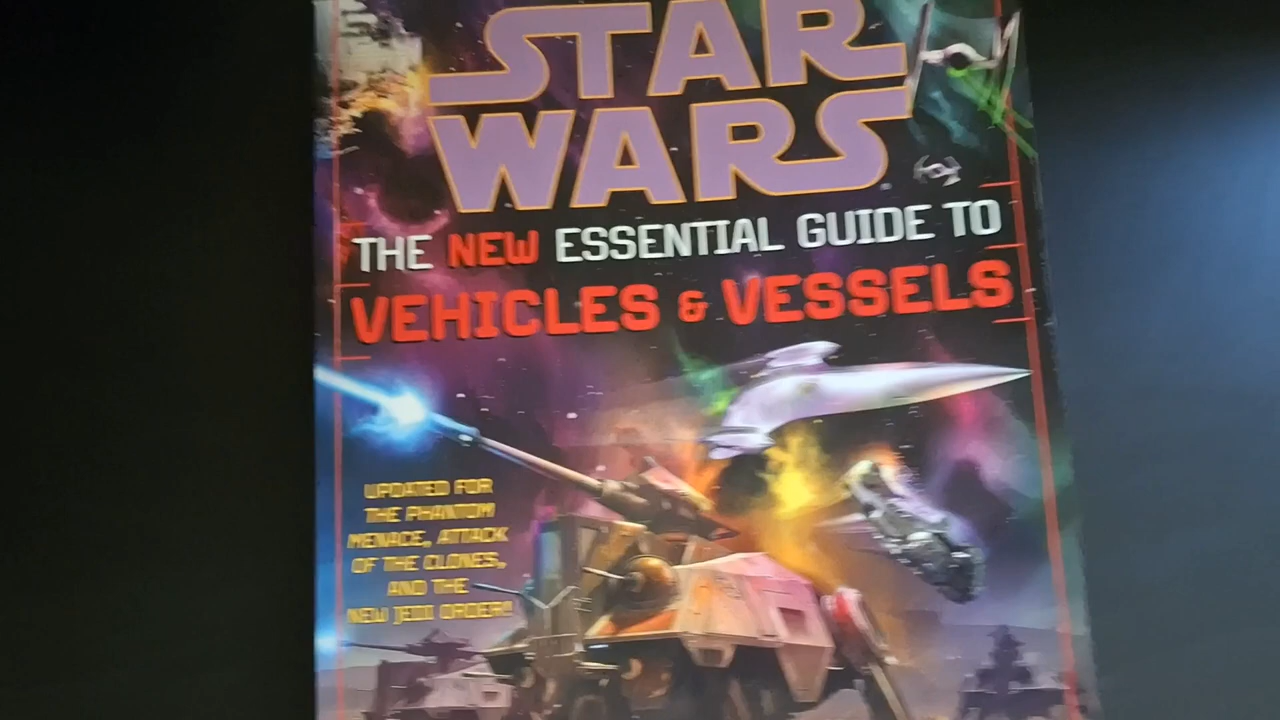 STAR
WARS
THE NEW ESSENTIAL GUIDE TO
VEHICLES & VESSELS
UPDATED FOR
THE PHANTOM
MENACE, ATTACK
OF THE CLONES,
AND THE
NEW JEDI ORDER!